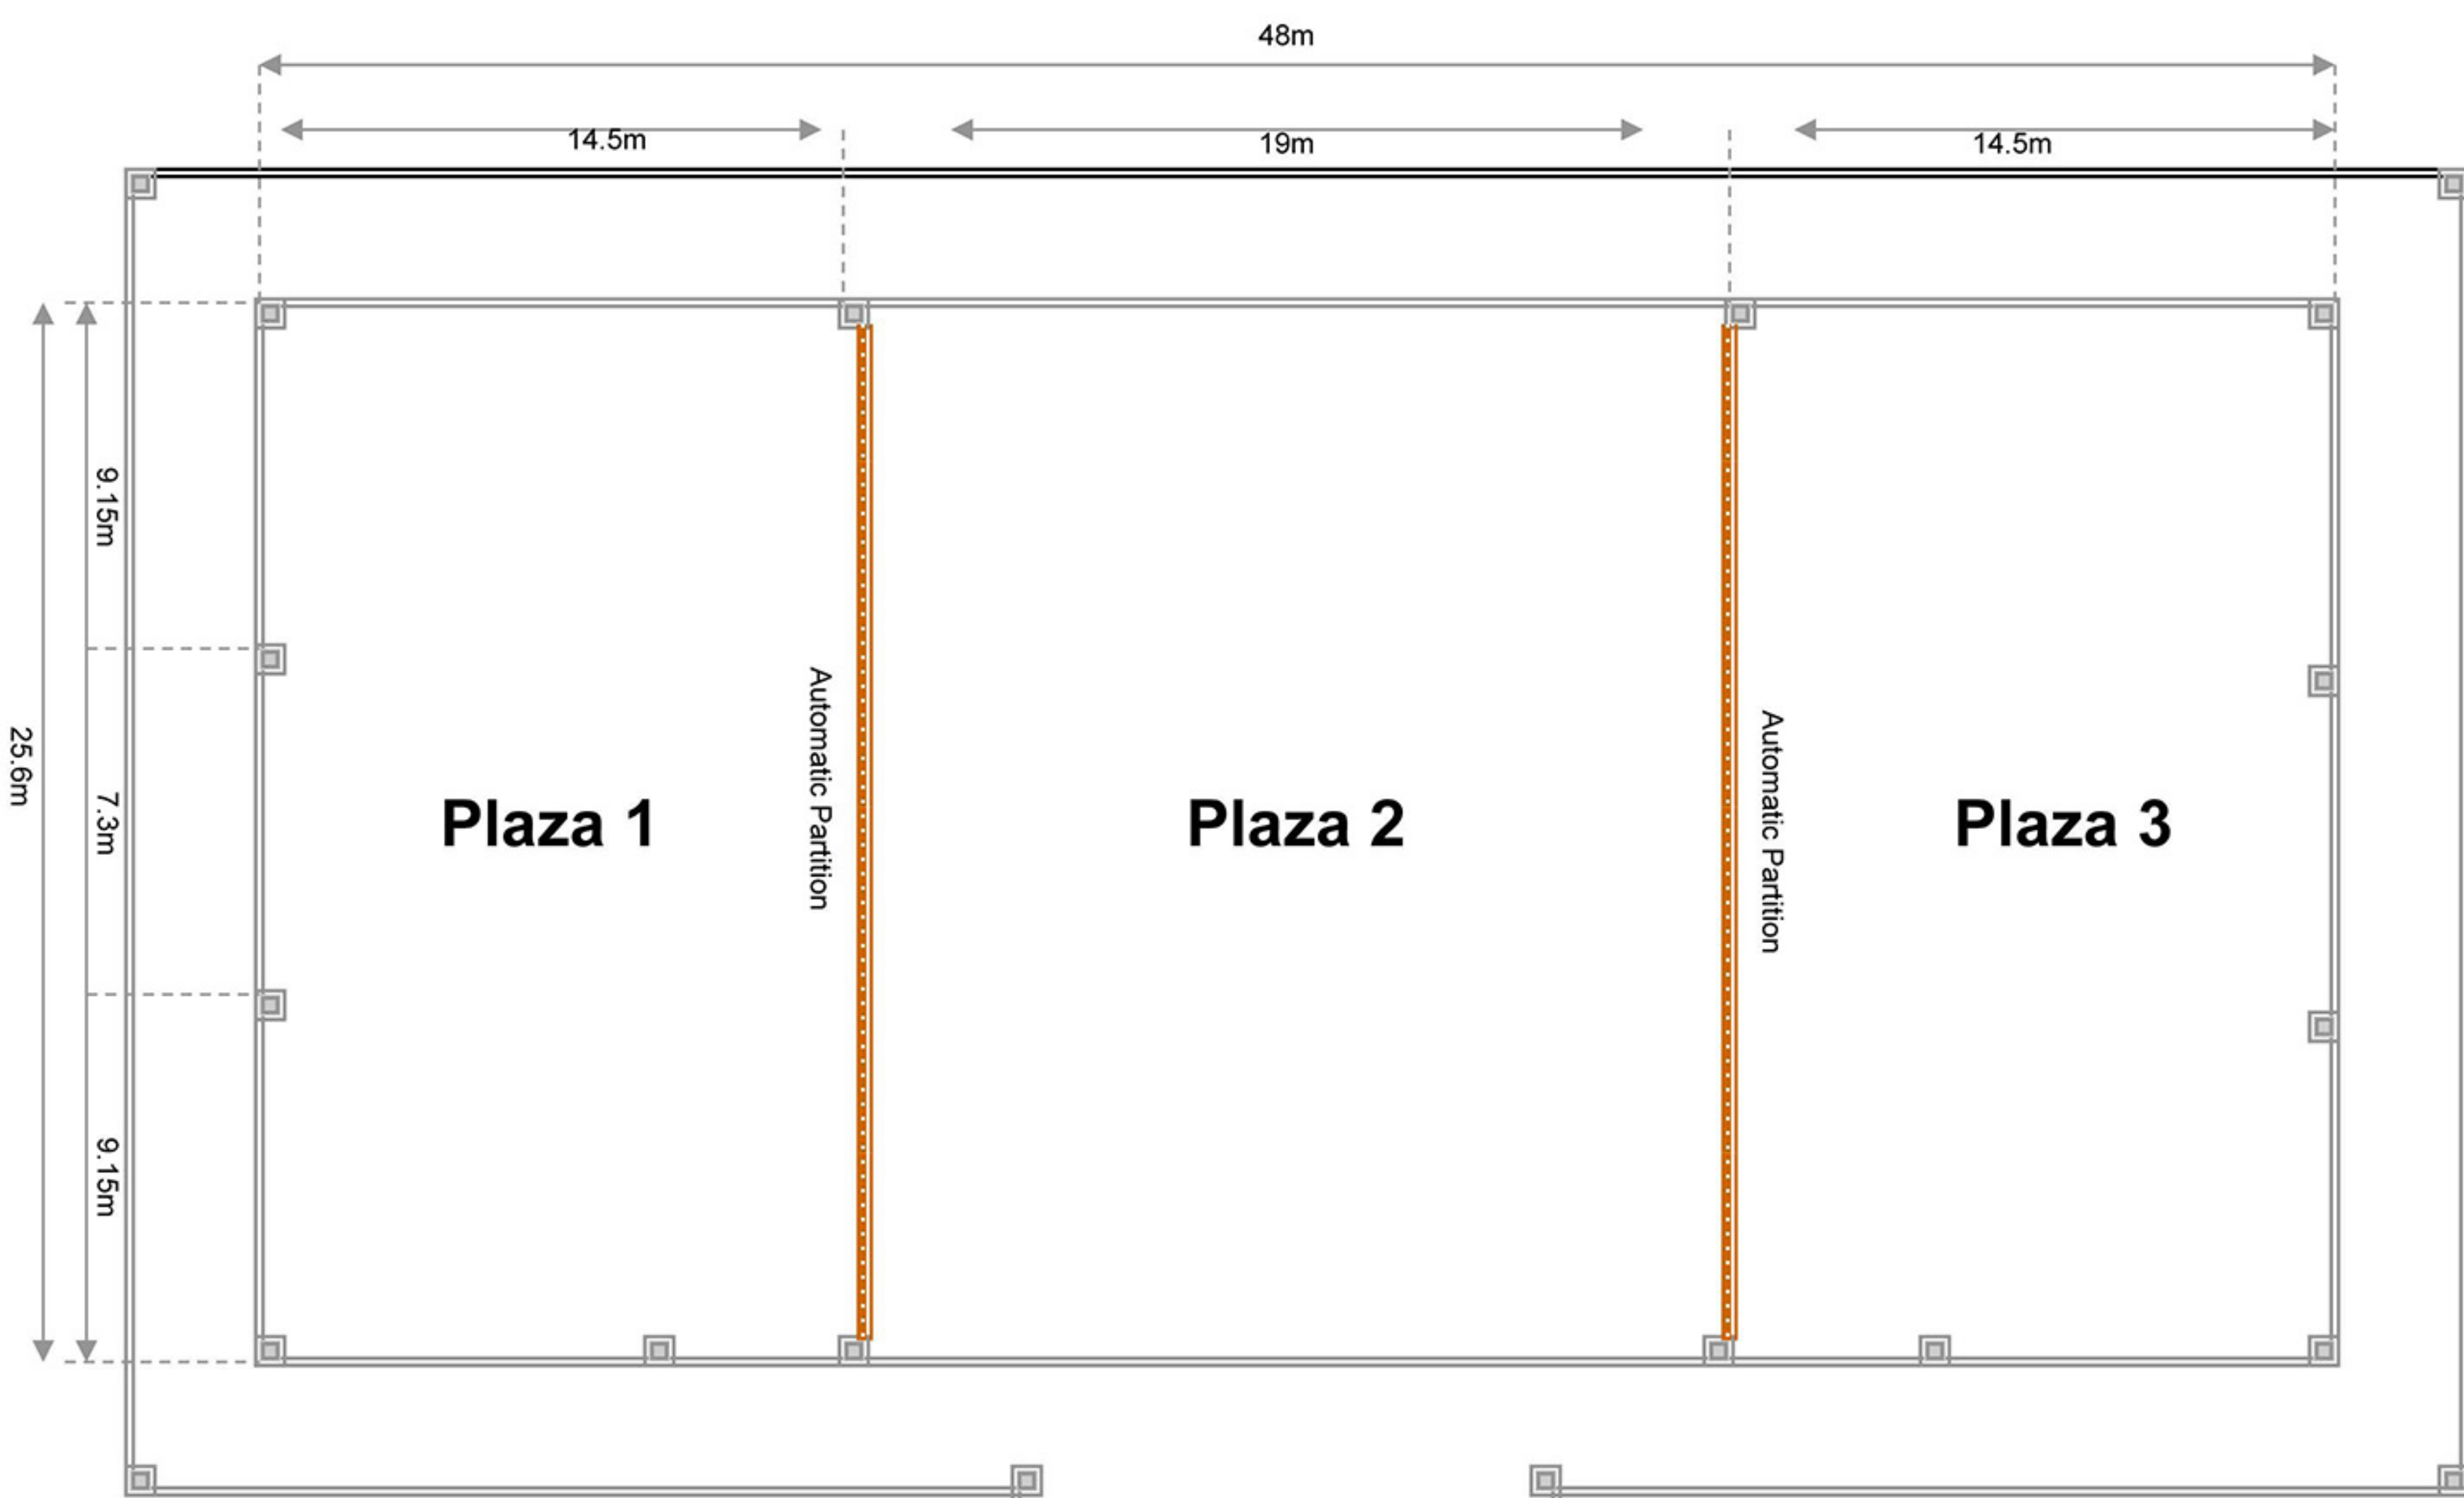 48m
14.5m
19m
14.5m
9.15m
25.6m
7.3m
9.15m
Plaza 1
Automatic Partition
Plaza 2
Automatic Partition
Plaza 3